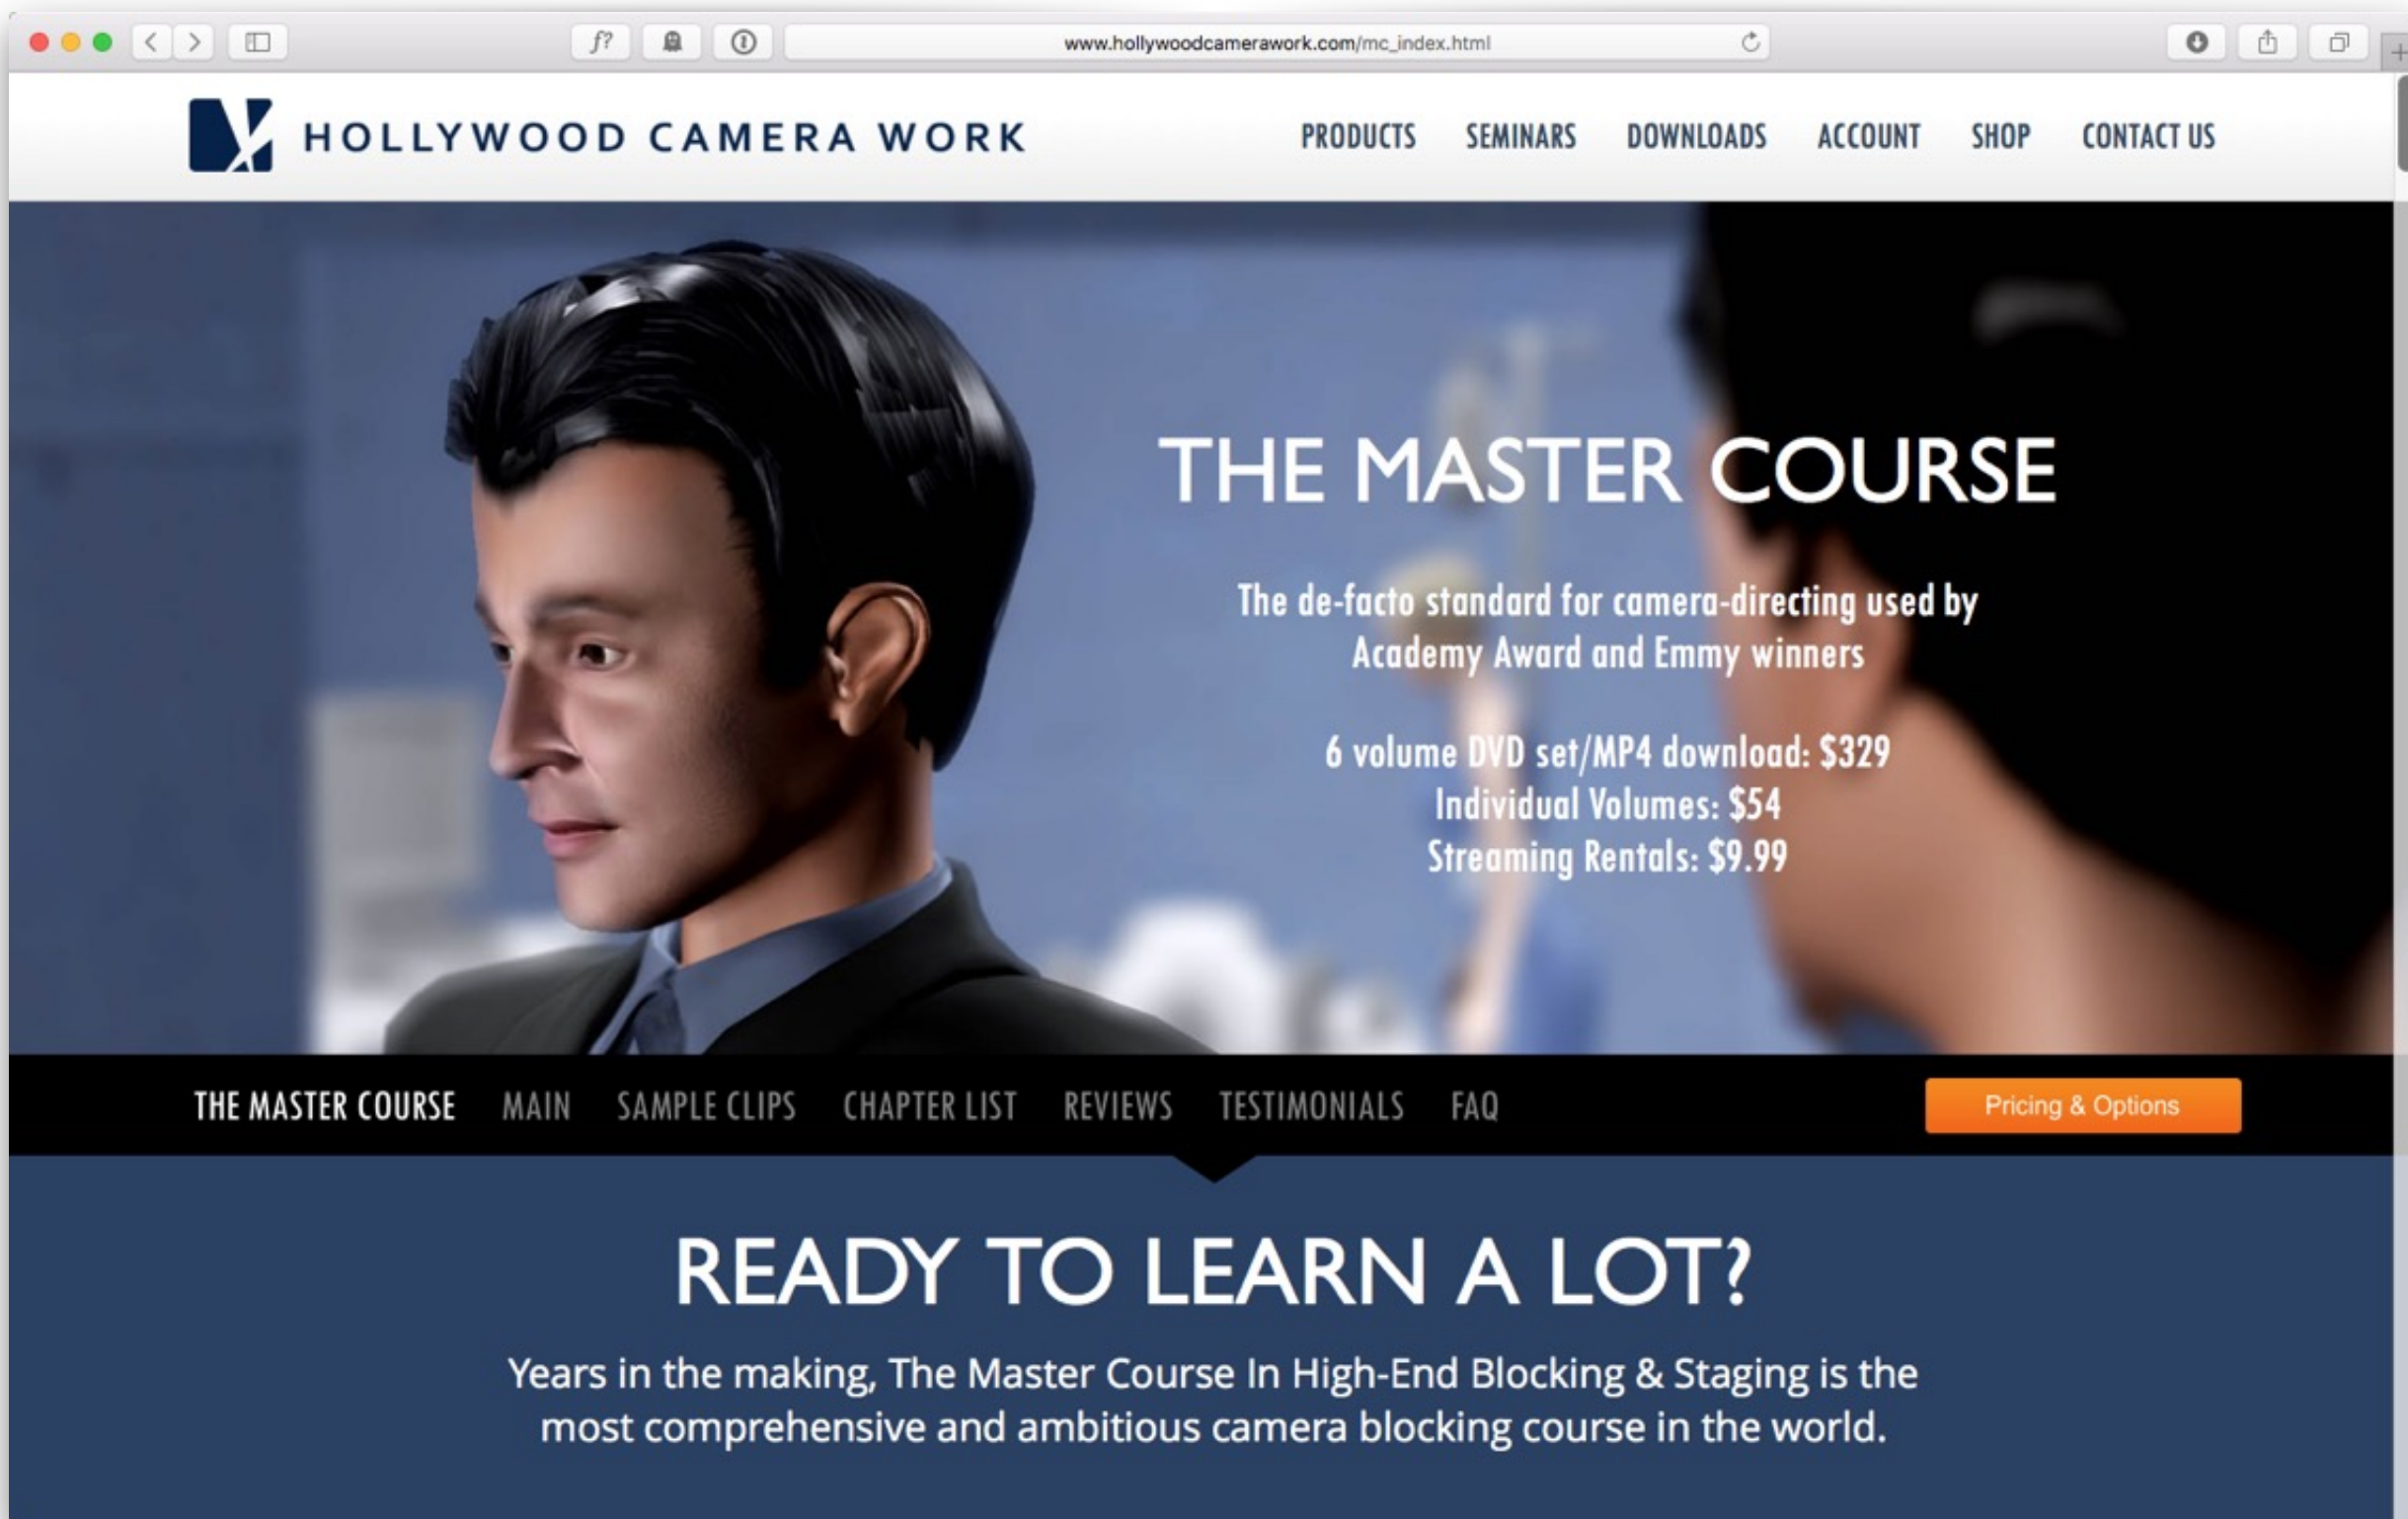 f?
www.hollywoodcamerawork.com/mc_index.html
HOLLYWOOD CAMERA WORK
PRODUCTS SEMINARS DOWNLOADS ACCOUNT SHOP CONTACT US
THE MASTER COURSE
The de-facto standard for camera-directing used by
Academy Award and Emmy winners
6 volume DVD set/MP4 download: $329
Individual Volumes: $54
Streaming Rentals: $9.99
THE MASTER COURSE MAIN SAMPLE CLIPS CHAPTER LIST REVIEWS TESTIMONIALS FAQ Pricing & Options
READY TO LEARN A LOT?
Years in the making, The Master Course In High-End Blocking & Staging is the
most comprehensive and ambitious camera blocking course in the world.